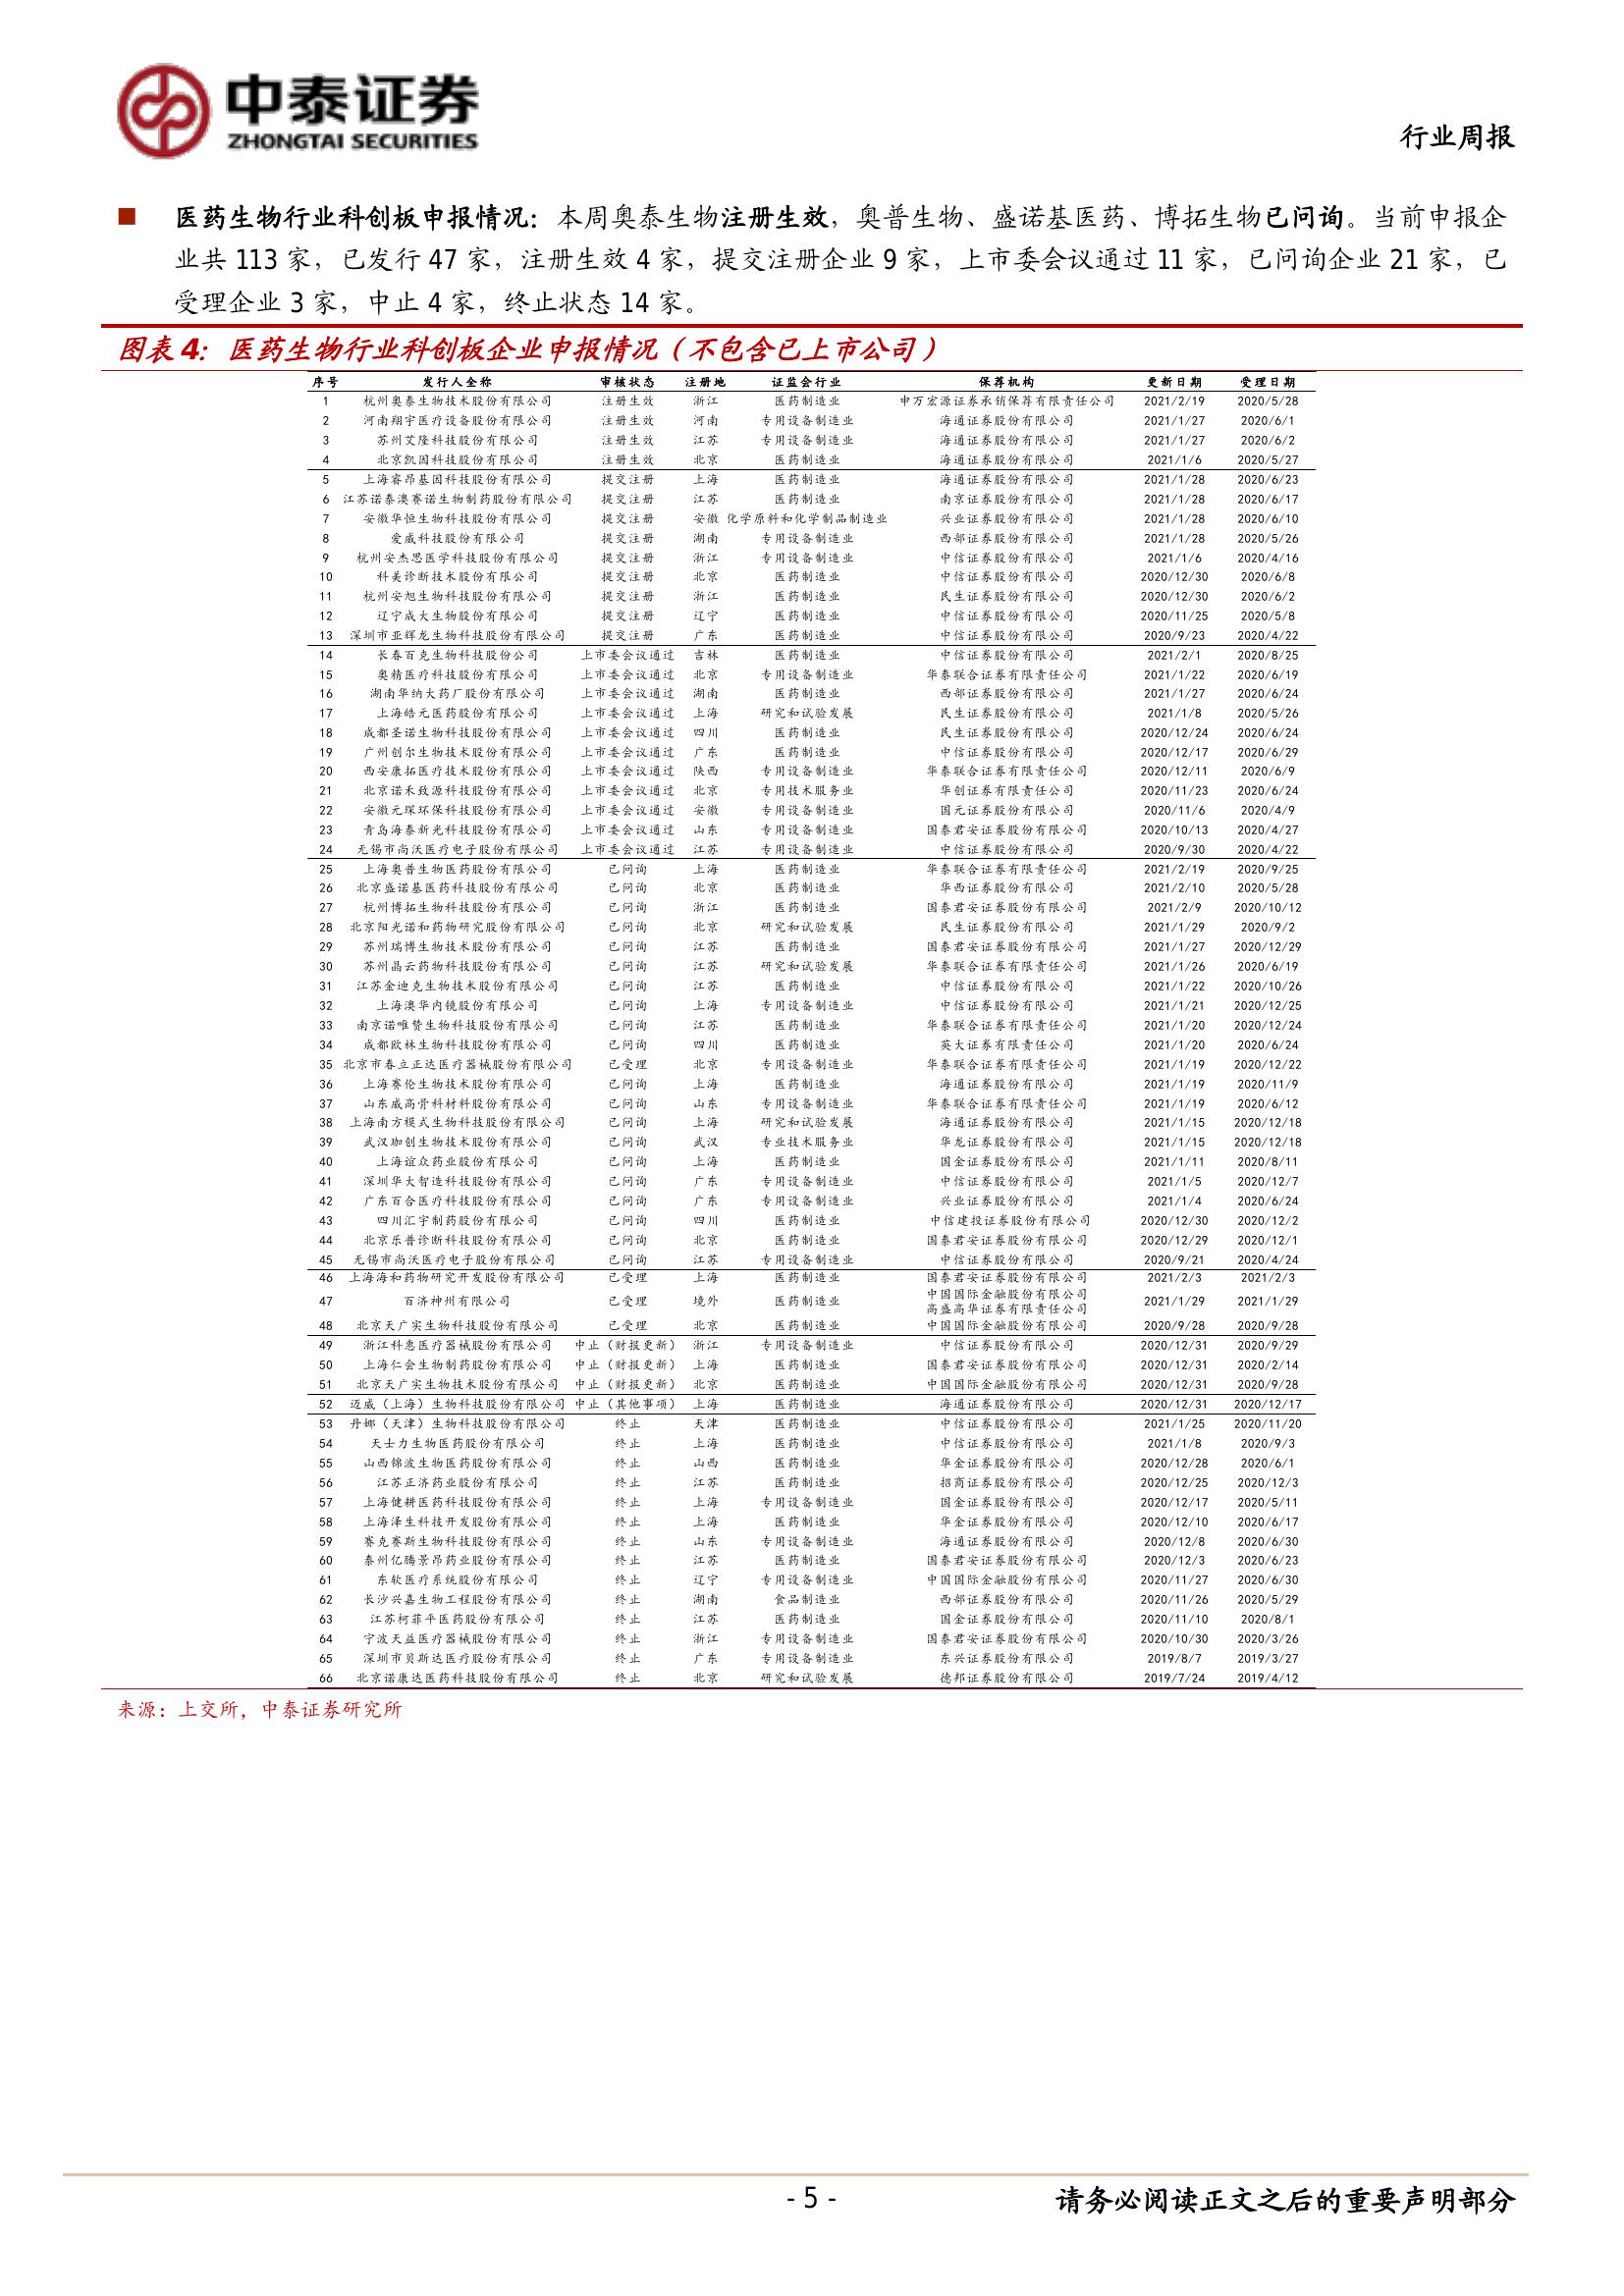 中泰证券
ZHONGTAI SECURITIES
行业周报
■ 医药生物行业科创板申报情况：本周奥泰生物注册生效，奥普生物、盛诺基医药、博拓生物已问询。当前申报企
业共 113 家，已发行 47 家，注册生效 4 家，提交注册企业 9 家，上市委会议通过 11 家，已问询企业 21 家，已
受理企业 3 家，中止 4 家，终止状态 14 家。
图表 4：医药生物行业科创板企业申报情况（不包含已上市公司）
序号 发行人全称 审核状态 注册地 证监会行业 保荐机构 更新日期 受理日期
1 杭州奥泰生物技术股份有限公司 注册生效 浙江 医药制造业 申万宏源证券承销保荐有限责任公司 2021/2/19 2020/5/28
2 河南翔宇医疗设备股份有限公司 注册生效 河南 专用设备制造业 海通证券股份有限公司 2021/1/27 2020/6/1
3 苏州艾隆科技股份有限公司 注册生效 江苏 专用设备制造业 海通证券股份有限公司 2021/1/27 2020/6/2
4 北京凯因科技股份有限公司 注册生效 北京 医药制造业 海通证券股份有限公司 2021/1/6 2020/5/27
5 上海睿昂基因科技股份有限公司 提交注册 上海 医药制造业 海通证券股份有限公司 2021/1/28 2020/6/23
6 江苏诺泰澳赛诺生物制药股份有限公司 提交注册 江苏 医药制造业 南京证券股份有限公司 2021/1/28 2020/6/17
7 安徽华恒生物科技股份有限公司 提交注册 安徽 化学原料和化学制品制造业 兴业证券股份有限公司 2021/1/28 2020/6/10
8 爱威科技股份有限公司 提交注册 湖南 专用设备制造业 西部证券股份有限公司 2021/1/28 2020/5/26
9 杭州安杰思医学科技股份有限公司 提交注册 浙江 专用设备制造业 中信证券股份有限公司 2021/1/6 2020/4/16
10 科美诊断技术股份有限公司 提交注册 北京 医药制造业 中信证券股份有限公司 2020/12/30 2020/6/8
11 杭州安旭生物科技股份有限公司 提交注册 浙江 医药制造业 民生证券股份有限公司 2020/12/30 2020/6/2
12 辽宁成大生物股份有限公司 提交注册 辽宁 医药制造业 中信证券股份有限公司 2020/11/25 2020/5/8
13 深圳市亚辉龙生物科技股份有限公司 提交注册 广东 医药制造业 中信证券股份有限公司 2020/9/23 2020/4/22
14 长春百克生物科技股份公司 上市委会议通过 吉林 医药制造业 中信证券股份有限公司 2021/2/1 2020/8/25
15 奥精医疗科技股份有限公司 上市委会议通过 北京 专用设备制造业 华泰联合证券有限责任公司 2021/1/22 2020/6/19
16 湖南华纳大药厂股份有限公司 上市委会议通过 湖南 医药制造业 西部证券股份有限公司 2021/1/27 2020/6/24
17 上海皓元医药股份有限公司 上市委会议通过 上海 研究和试验发展 民生证券股份有限公司 2021/1/8 2020/5/26
18 成都圣诺生物科技股份有限公司 上市委会议通过 四川 医药制造业 民生证券股份有限公司 2020/12/24 2020/6/24
19 广州创尔生物技术股份有限公司 上市委会议通过 广东 医药制造业 中信证券股份有限公司 2020/12/17 2020/6/29
20 西安康拓医疗技术股份有限公司 上市委会议通过 陕西 专用设备制造业 华泰联合证券有限责任公司 2020/12/11 2020/6/9
21 北京诺禾致源科技股份有限公司 上市委会议通过 北京 专用技术服务业 华创证券有限责任公司 2020/11/23 2020/6/24
22 安徽元琛环保科技股份有限公司 上市委会议通过 安徽 专用设备制造业 国元证券股份有限公司 2020/11/6 2020/4/9
23 青岛海泰新光科技股份有限公司 上市委会议通过 山东 专用设备制造业 国泰君安证券股份有限公司 2020/10/13 2020/4/27
24 无锡市尚沃医疗电子股份有限公司 上市委会议通过 江苏 专用设备制造业 中信证券股份有限公司 2020/9/30 2020/4/22
25 上海奥普生物医药股份有限公司 已问询 上海 医药制造业 华泰联合证券有限责任公司 2021/2/19 2020/9/25
26 北京盛诺基医药科技股份有限公司 已问询 北京 医药制造业 华西证券股份有限公司 2021/2/10 2020/5/28
27 杭州博拓生物科技股份有限公司 已问询 浙江 医药制造业 国泰君安证券股份有限公司 2021/2/9 2020/10/12
28 北京阳光诺和药物研究股份有限公司 已问询 北京 研究和试验发展 民生证券股份有限公司 2021/1/29 2020/9/2
29 苏州瑞博生物技术股份有限公司 已问询 江苏 医药制造业 国泰君安证券股份有限公司 2021/1/27 2020/12/29
30 苏州晶云药物科技股份有限公司 已问询 江苏 研究和试验发展 华泰联合证券有限责任公司 2021/1/26 2020/6/19
31 江苏金迪克生物技术股份有限公司 已问询 江苏 医药制造业 中信证券股份有限公司 2021/1/22 2020/10/26
32 上海澳华内镜股份有限公司 已问询 上海 专用设备制造业 中信证券股份有限公司 2021/1/21 2020/12/25
33 南京诺唯赞生物科技股份有限公司 已问询 江苏 医药制造业 华泰联合证券有限责任公司 2021/1/20 2020/12/24
34 成都欧林生物科技股份有限公司 已问询 四川 医药制造业 英大证券有限责任公司 2021/1/20 2020/6/24
35 北京市春立正达医疗器械股份有限公司 已受理 北京 专用设备制造业 华泰联合证券有限责任公司 2021/1/19 2020/12/22
36 上海赛伦生物技术股份有限公司 已问询 上海 医药制造业 海通证券股份有限公司 2021/1/19 2020/11/9
37 山东威高骨科材料股份有限公司 已问询 山东 专用设备制造业 华泰联合证券有限责任公司 2021/1/19 2020/6/12
38 上海南方模式生物科技股份有限公司 已问询 上海 研究和试验发展 海通证券股份有限公司 2021/1/15 2020/12/18
39 武汉珈创生物技术股份有限公司 已问询 武汉 专业技术服务业 华龙证券股份有限公司 2021/1/15 2020/12/18
40 上海谊众药业股份有限公司 已问询 上海 医药制造业 国金证券股份有限公司 2021/1/11 2020/8/11
41 深圳华大智造科技股份有限公司 已问询 广东 专用设备制造业 中信证券股份有限公司 2021/1/5 2020/12/7
42 广东百合医疗科技股份有限公司 已问询 广东 专用设备制造业 兴业证券股份有限公司 2021/1/4 2020/6/24
43 四川汇宇制药股份有限公司 已问询 四川 医药制造业 中信建投证券股份有限公司 2020/12/30 2020/12/2
44 北京乐普诊断科技股份有限公司 已问询 北京 医药制造业 国泰君安证券股份有限公司 2020/12/29 2020/12/1
45 无锡市尚沃医疗电子股份有限公司 已问询 江苏 专用设备制造业 中信证券股份有限公司 2020/9/21 2020/4/24
46 上海海和药物研究开发股份有限公司 已受理 上海 医药制造业 国泰君安证券股份有限公司 2021/2/3 2021/2/3
47 百济神州有限公司 已受理 境外 医药制造业 中国国际金融股份有限公司 高盛高华证券有限责任公司 2021/1/29 2021/1/29
48 北京天广实生物科技股份有限公司 已受理 北京 医药制造业 中国国际金融股份有限公司 2020/9/28 2020/9/28
49 浙江科惠医疗器械股份有限公司 中止（财报更新） 浙江 专用设备制造业 中信证券股份有限公司 2020/12/31 2020/9/29
50 上海仁会生物制药股份有限公司 中止（财报更新） 上海 医药制造业 国泰君安证券股份有限公司 2020/12/31 2020/2/14
51 北京天广实生物技术股份有限公司 中止（财报更新） 北京 医药制造业 中国国际金融股份有限公司 2020/12/31 2020/9/28
52 迈威（上海）生物科技股份有限公司 中止（其他事项） 上海 医药制造业 海通证券股份有限公司 2020/12/31 2020/12/17
53 丹娜（天津）生物科技股份有限公司 终止 天津 医药制造业 中信证券股份有限公司 2021/1/25 2020/11/20
54 天士力生物医药股份有限公司 终止 上海 医药制造业 中信证券股份有限公司 2021/1/8 2020/9/3
55 山西锦波生物医药股份有限公司 终止 山西 医药制造业 华金证券股份有限公司 2020/12/28 2020/6/1
56 江苏正济药业股份有限公司 终止 江苏 医药制造业 招商证券股份有限公司 2020/12/25 2020/12/3
57 上海健耕医药科技股份有限公司 终止 上海 专用设备制造业 国金证券股份有限公司 2020/12/17 2020/5/11
58 上海泽生科技开发股份有限公司 终止 上海 医药制造业 华金证券股份有限公司 2020/12/10 2020/6/17
59 赛克赛斯生物科技股份有限公司 终止 山东 专用设备制造业 海通证券股份有限公司 2020/12/8 2020/6/30
60 泰州亿腾景昂药业股份有限公司 终止 江苏 医药制造业 国泰君安证券股份有限公司 2020/12/3 2020/6/23
61 东软医疗系统股份有限公司 终止 辽宁 专用设备制造业 中国国际金融股份有限公司 2020/11/27 2020/6/30
62 长沙兴嘉生物工程股份有限公司 终止 湖南 食品制造业 西部证券股份有限公司 2020/11/26 2020/5/29
63 江苏柯菲平医药股份有限公司 终止 江苏 医药制造业 国金证券股份有限公司 2020/11/10 2020/8/1
64 宁波天益医疗器械股份有限公司 终止 浙江 专用设备制造业 国泰君安证券股份有限公司 2020/10/30 2020/3/26
65 深圳市贝斯达医疗股份有限公司 终止 广东 专用设备制造业 东兴证券股份有限公司 2019/8/7 2019/3/27
66 北京诺康达医药科技股份有限公司 终止 北京 研究和试验发展 德邦证券股份有限公司 2019/7/24 2019/4/12
来源：上交所，中泰证券研究所
- 5 -
请务必阅读正文之后的重要声明部分